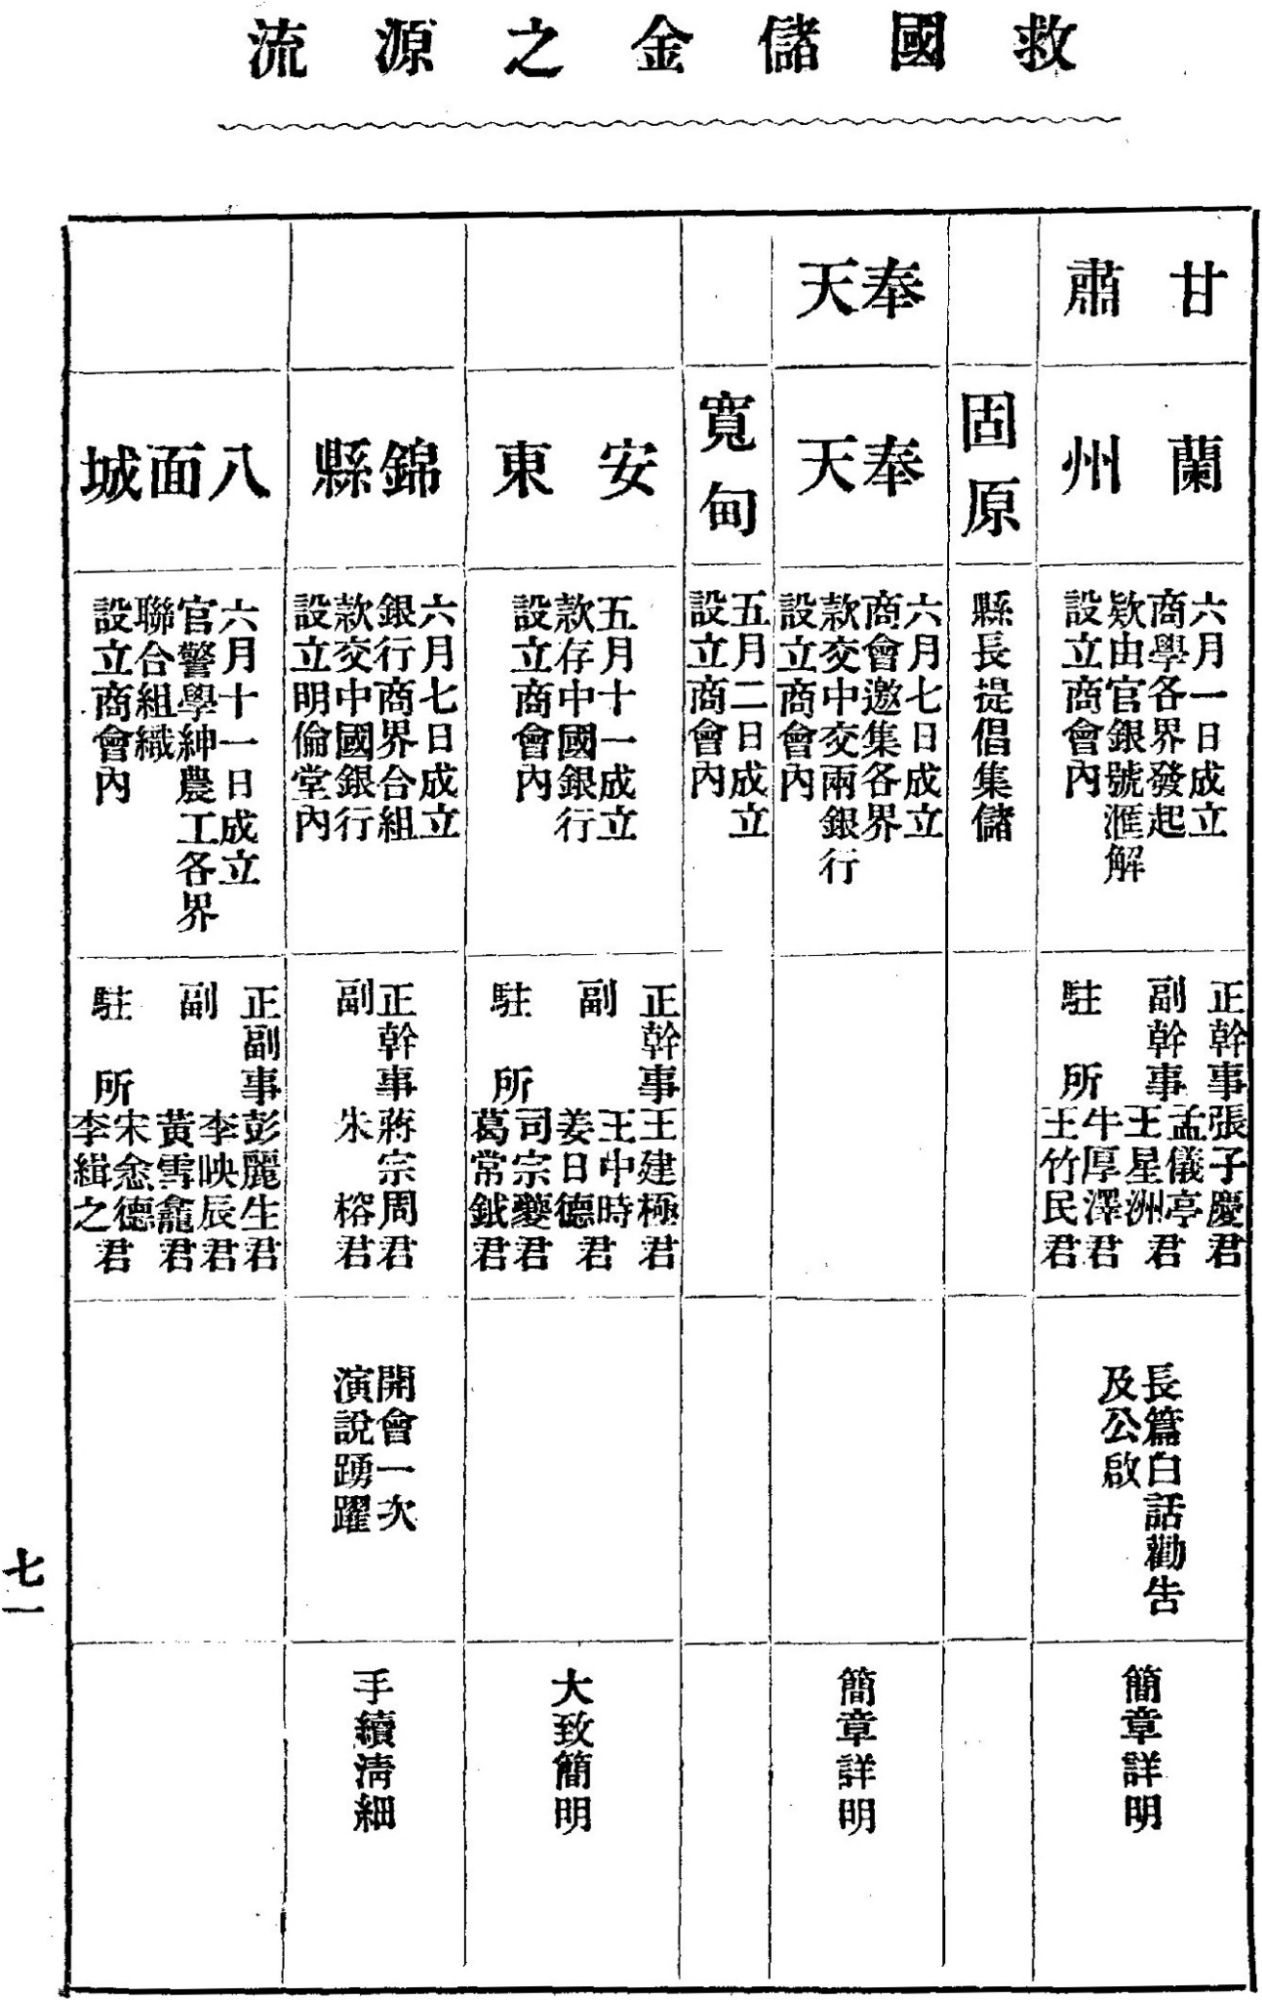 救國儲金之源流
甘肅
蘭州
六月一日成立
商學各界發起
欵由官銀號滙解
設立商會內
正幹事張子慶君
副幹事孟儀亭君
王星洲君
駐所牛厚澤君
王竹民君
長篇白話勸告
及公啟
簡章詳明
固原
縣長提倡集儲
奉天
奉天
六月七日成立
商會邀集各界
款交中交兩銀行
設立商會內
簡章詳明
寬甸
五月二日成立
設立商會內
安東
五月十一成立
款存中國銀行
設立商會內
正幹事王建極君
副王中時君
姜日德君
駐所司宗夔君
葛常鉞君
大致簡明
錦縣
六月七日成立
銀行商界合組
款交中國銀行
設立明倫堂內
正幹事蔣宗周君
副朱榕君
開會一次
演說踴躍
手續淸細
八面城
六月十一日成立
官警學紳農工各界
聯合組織
設立商會內
正副事彭麗生君
副李映辰君
黃雪龕君
駐所宋念德君
李緝之君
七一